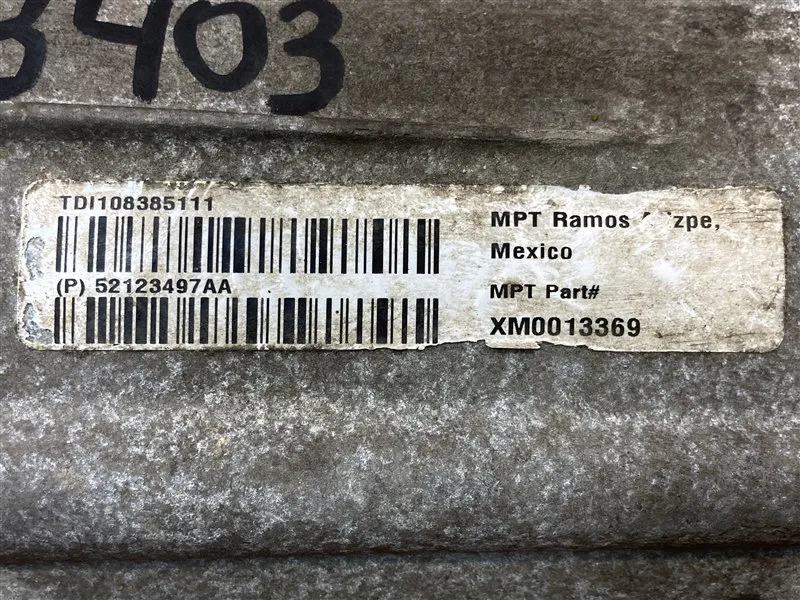 3403
TDI108385111
(P) 52123497AA
MPT Ramos
Mexico
MPT Part#
XM0013369